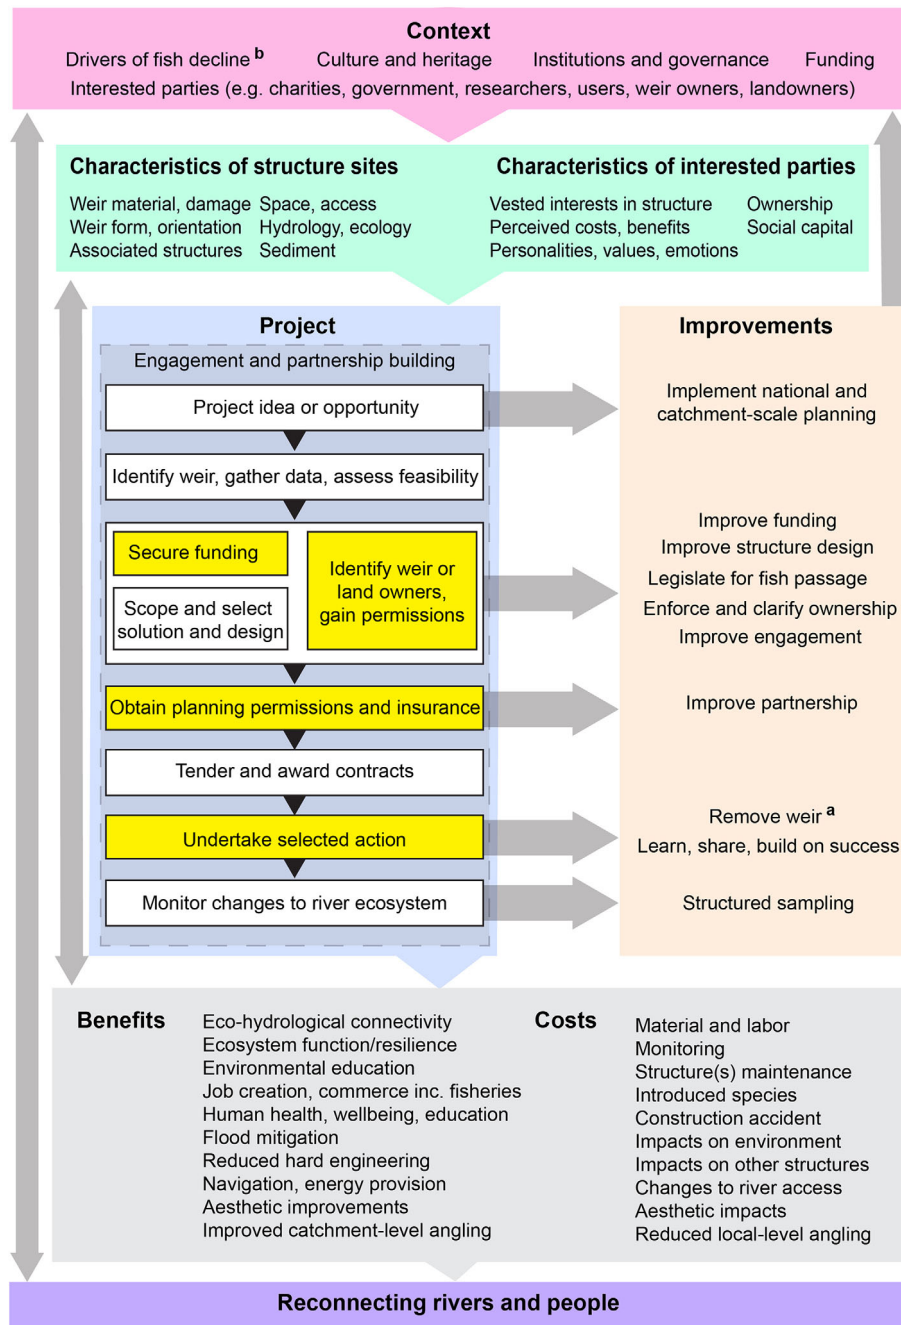 Context
Drivers of fish decline b Culture and heritage Institutions and governance Funding
Interested parties (e.g. charities, government, researchers, users, weir owners, landowners)
Characteristics of structure sites
Weir material, damage Space, access
Weir form, orientation Hydrology, ecology
Associated structures Sediment
Characteristics of interested parties
Vested interests in structure Ownership
Perceived costs, benefits Social capital
Personalities, values, emotions
Project
Engagement and partnership building
Project idea or opportunity
Identify weir, gather data, assess feasibility
Secure funding
Scope and select
solution and design
Identify weir or
land owners,
gain permissions
Obtain planning permissions and insurance
Tender and award contracts
Undertake selected action
Monitor changes to river ecosystem
Improvements
Implement national and
catchment-scale planning
Improve funding
Improve structure design
Legislate for fish passage
Enforce and clarify ownership
Improve engagement
Improve partnership
Remove weir a
Learn, share, build on success
Structured sampling
Benefits
Eco-hydrological connectivity
Ecosystem function/resilience
Environmental education
Job creation, commerce inc. fisheries
Human health, wellbeing, education
Flood mitigation
Reduced hard engineering
Navigation, energy provision
Aesthetic improvements
Improved catchment-level angling
Costs
Material and labor
Monitoring
Structure(s) maintenance
Introduced species
Construction accident
Impacts on environment
Impacts on other structures
Changes to river access
Aesthetic impacts
Reduced local-level angling
Reconnecting rivers and people